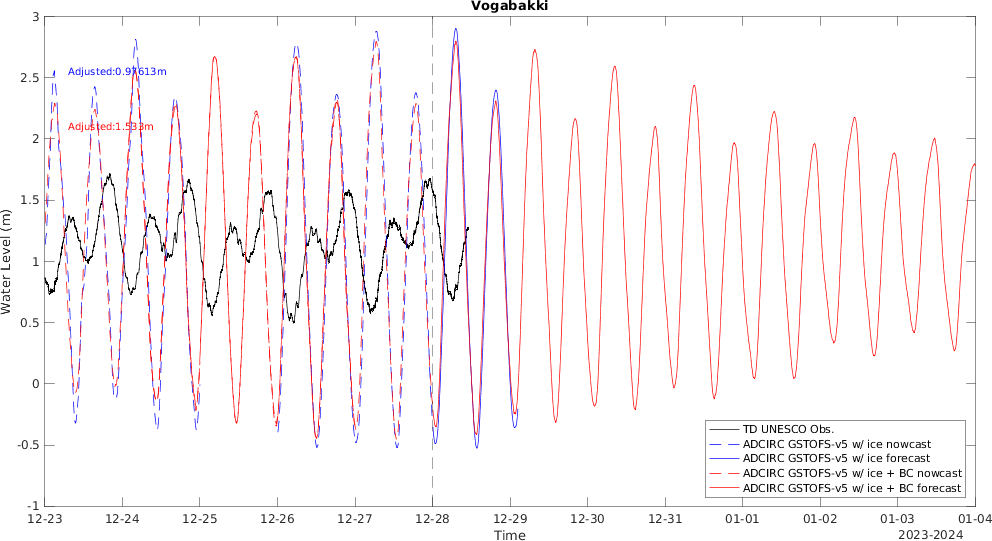 Vogabakki
3
2.5
2
1.5
1
0.5
0
-0.5
-1
Water Level (m)
Adjusted:0.97613m
Adjusted:1.533m
TD UNESCO Obs.
ADCIRC GSTOFS-v5 w/ ice nowcast
ADCIRC GSTOFS-v5 w/ ice forecast
ADCIRC GSTOFS-v5 w/ ice + BC nowcast
ADCIRC GSTOFS-v5 w/ ice + BC forecast
12-23 12-24 12-25 12-26 12-27 12-28 12-29 12-30 12-31 01-01 01-02 01-03 01-04
Time
2023-2024